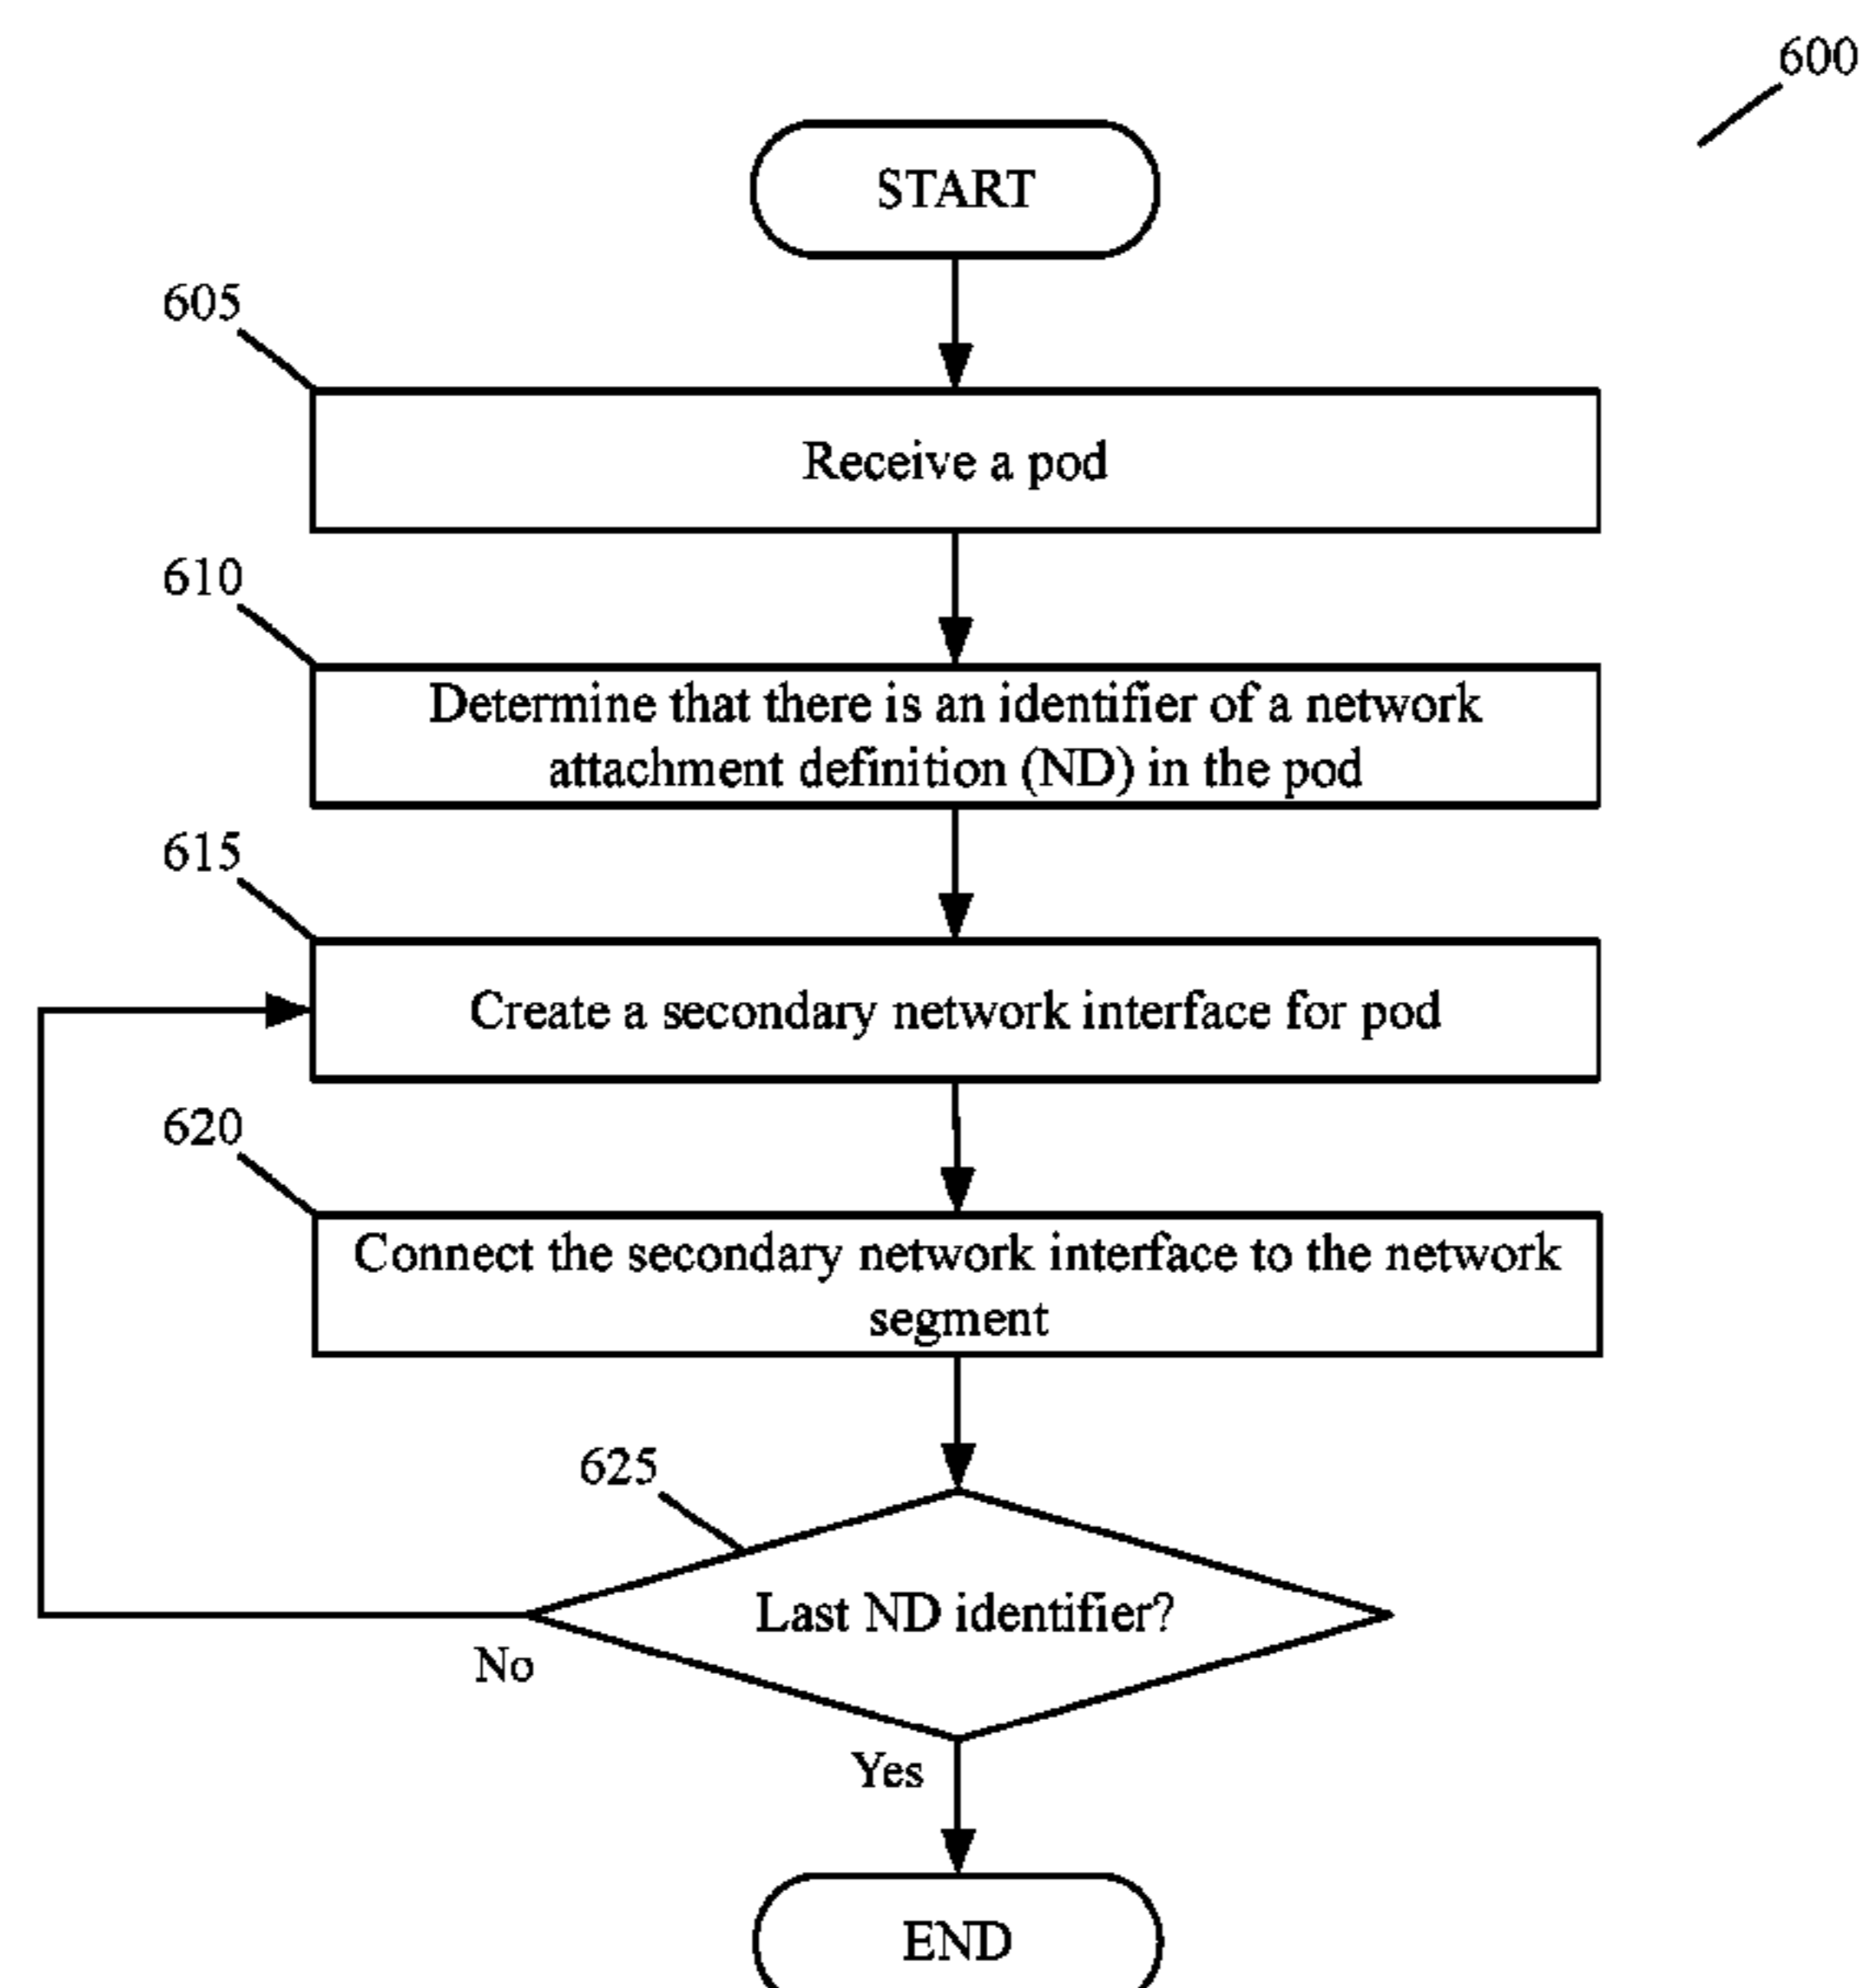 600
START
605
Receive a pod
610
Determine that there is an identifier of a network
attachment definition (ND) in the pod
615
Create a secondary network interface for pod
620
Connect the secondary network interface to the network
segment
625
Last ND identifier?
No
Yes
END